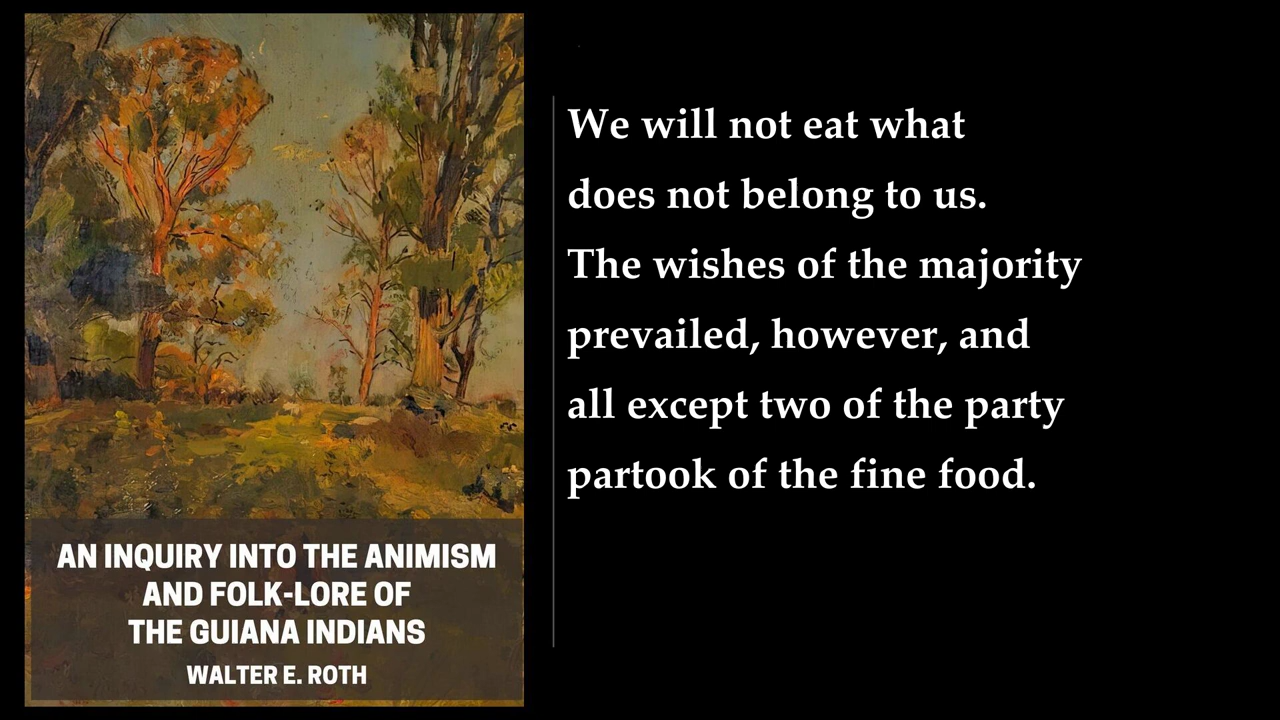 We will not eat what
does not belong to us.
The wishes of the majority
prevailed, however, and
all except two of the party
partook of the fine food.
AN INQUIRY INTO THE ANIMISM
AND FOLK-LORE OF
THE GUIANA INDIANS
WALTER E. ROTH